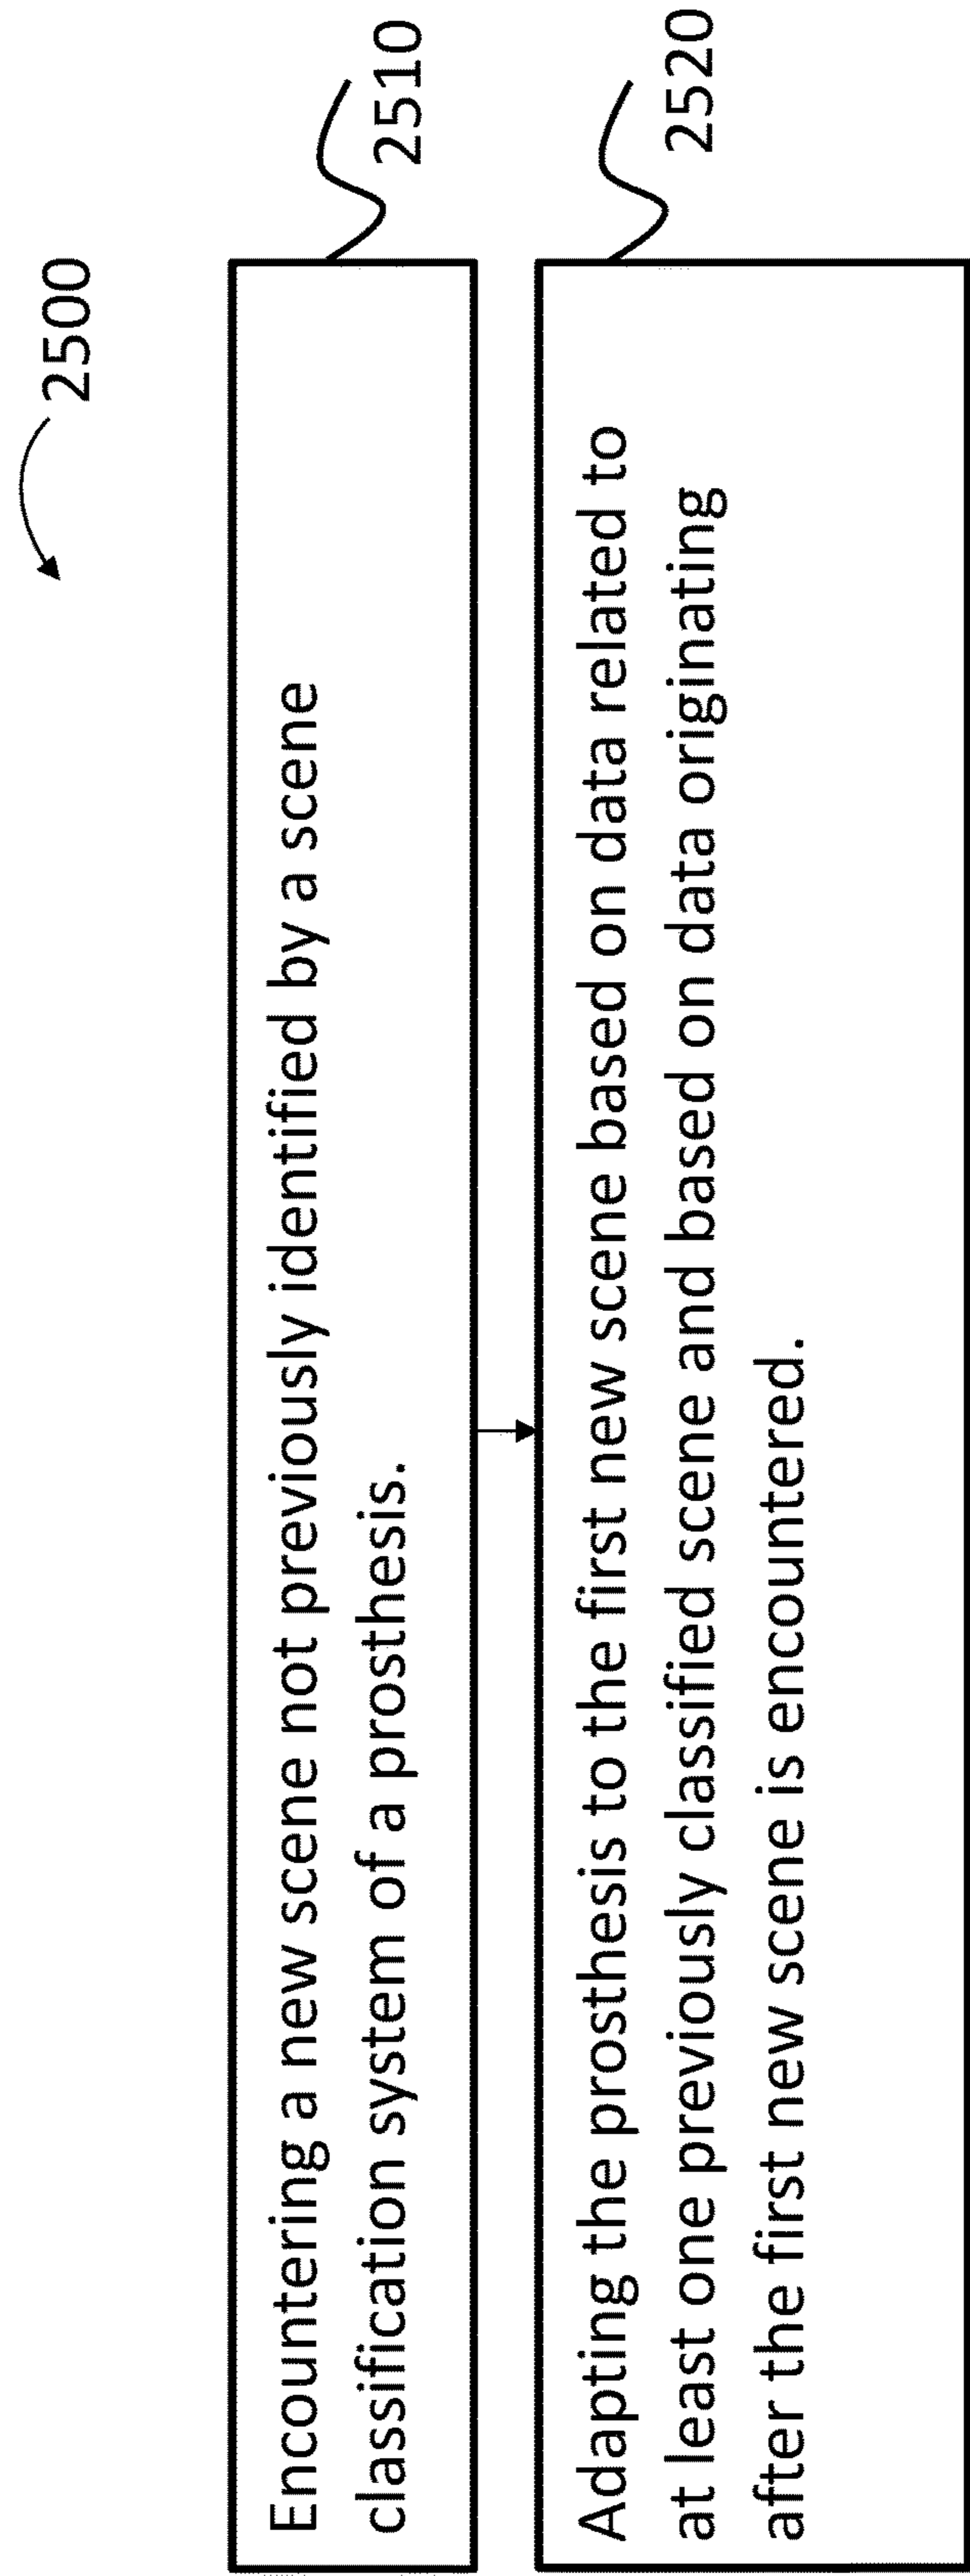 2500
Encountering a new scene not previously identified by a scene
classification system of a prosthesis.
2510
Adapting the prosthesis to the first new scene based on data related to
at least one previously classified scene and based on data originating
after the first new scene is encountered.
2520